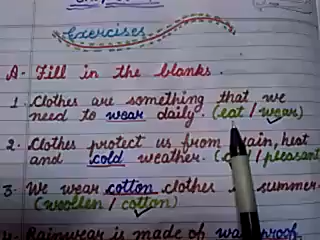 Exercises
A. Fill in the blanks.
1. Clothes are something that we
need to wear daily. (eat / wear)
2. Clothes protect us from rain, heat
and cold weather. ( / pleasant
3. We wear cotton clothes summer.
(woollen / cotton)
4. Rainwear is made of